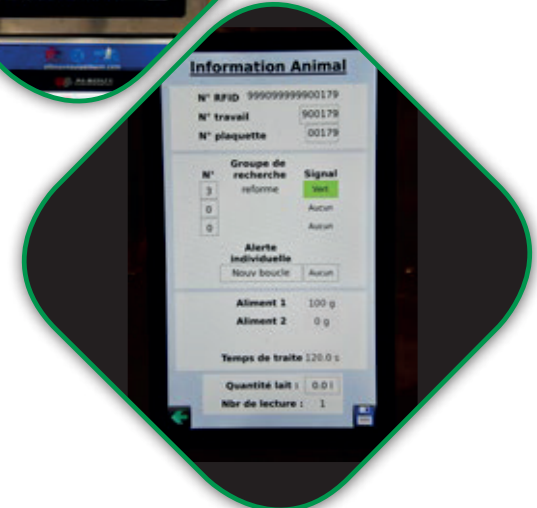 Information Animal
N° RFID 999099999900179
N° travail 900179
N° plaquette 00179
N° Groupe de recherche Signal
3 reforme Vert
0 Aucun
0 Aucun
Alerte
individuelle
Nouv boucle Aucun
Aliment 1 100 g
Aliment 2 0 g
Temps de traite 120.0 s
Quantité lait : 0.0 l
Nbr de lecture : 1